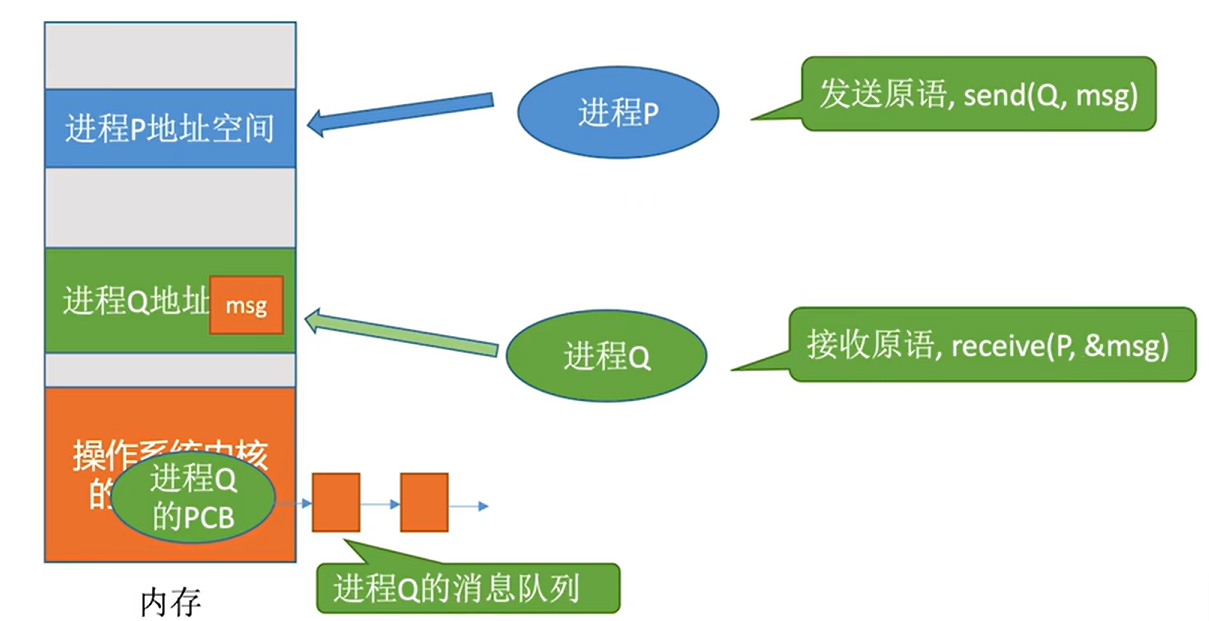 进程P地址空间
进程P
发送原语, send(Q, msg)
进程Q地址
msg
进程Q
接收原语, receive(P, &msg)
操作系统内核
的
进程Q
的PCB
进程Q的消息队列
内存